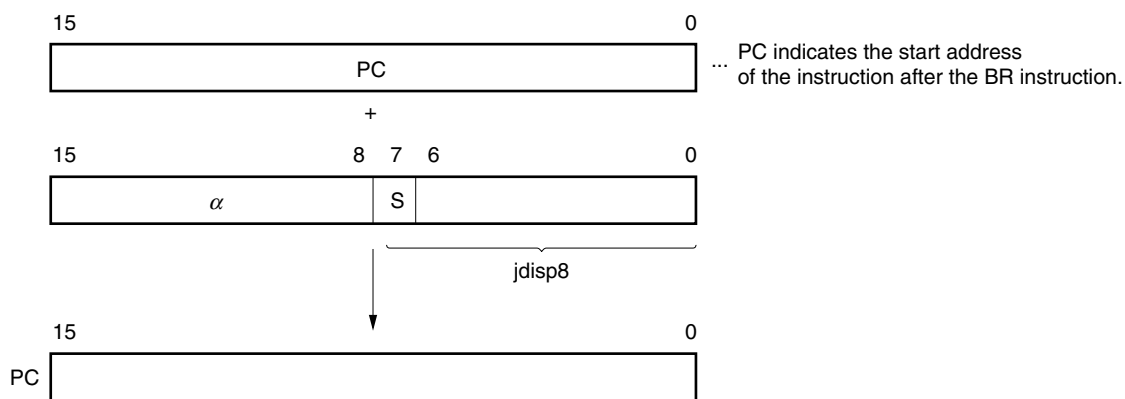 15 0
PC
... PC indicates the start address
of the instruction after the BR instruction.
+
15 8 7 6 0
α S
jdisp8
15 0
PC